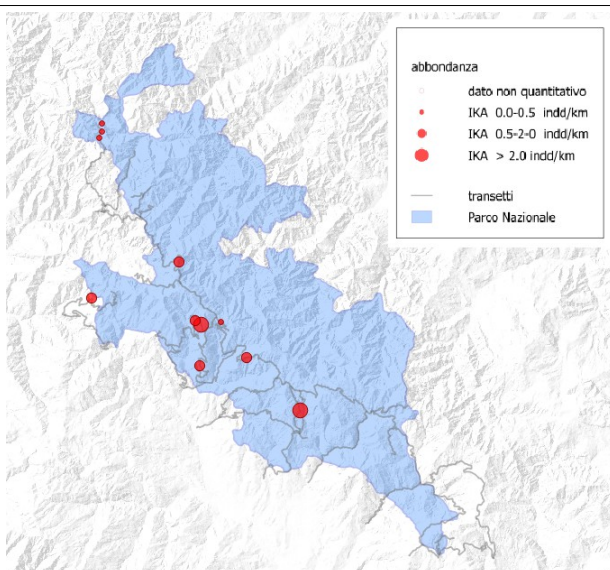 abbondanza
dato non quantitativo
IKA 0.0-0.5 indd/km
IKA 0.5-2-0 indd/km
IKA > 2.0 indd/km
transetti
Parco Nazionale